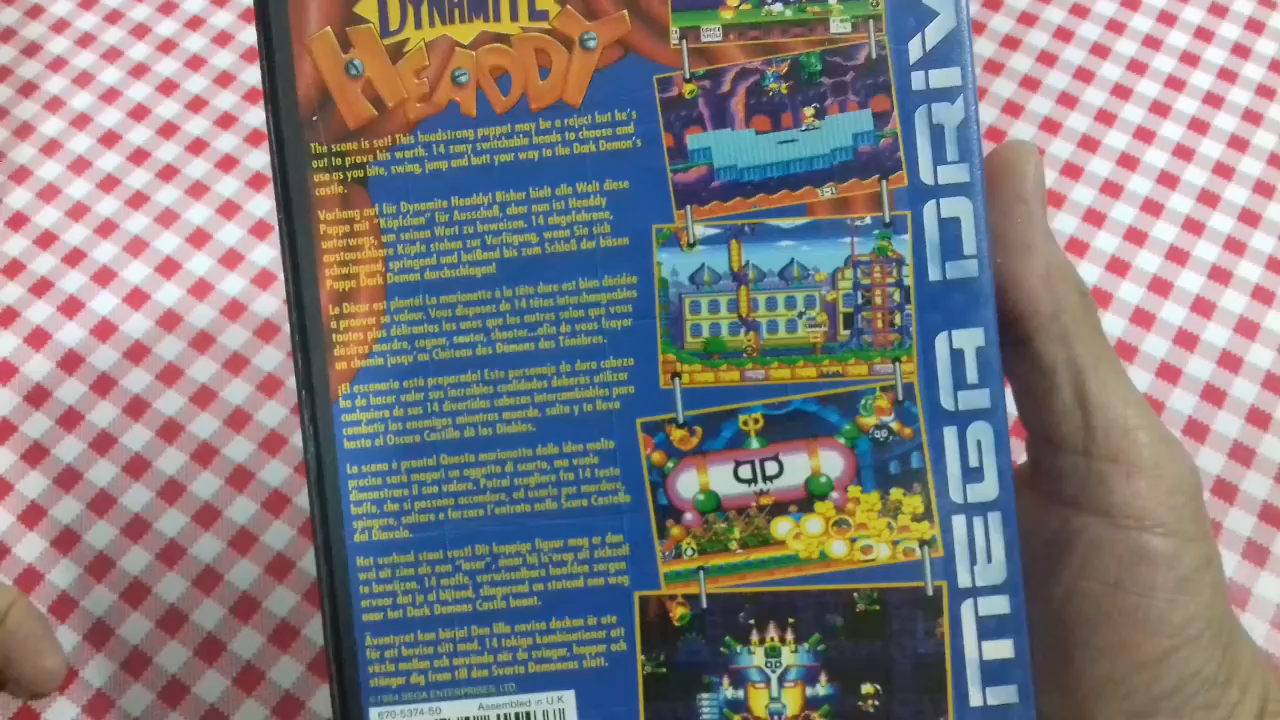 DYNAMITE
HEADDY
The scene is set! This headstrong puppet may be a reject but he's
out to prove his worth. 14 zany switchable heads to choose and
use as you bite, swing, jump and butt your way to the Dark Demon's
castle.
Vorhang auf für Dynamite Headdy! Bisher hielt alle Welt diese
Puppe mit "Köpfchen" für Ausschuß, aber nun ist Headdy
unterwegs, um seinen Wert zu beweisen. 14 abgefahrene,
austauschbare Köpfe stehen zur Verfügung, wenn Sie sich
schwingend, springend und beißend bis zum Schloß der bösen
Puppe Dark Demon durchschlagen!
Le Décor est planté! La marionette à la tête dure est bien décidée
à prouver sa valeur. Vous disposez de 14 têtes interchangeables
toutes plus délirantes les unes que les autres selon que vous
désirez mordre, cogner, sauter, shooter...afin de vous frayer
un chemin jusqu'au Château des Démons des Ténèbres.
¡El escenario está preparado! Este personaje de dura cabeza
ha de hacer valer sus increíbles cualidades deberás utilizar
cualquiera de sus 14 divertidas cabezas intercambiables para
combatir los enemigos mientras muerde, salta y te lleva
hasta el Oscuro Castillo dè los Diablos.
La scena è pronta! Questa marionetta dalle idee molto
precise sarà magari un oggetto di scarto, ma vuole
dimonstrare il suo valore. Potrai scegliere fra 14 teste
buffe, che si possono accendere, ed usarle per mordere,
spingere, saltare e forzare l'entrata nello Scuro Castello
del Diavolo.
Het verhaal staat vast! Dit koppige figuur mag er dan
wel uit zien als een "loser", maar hij is erop uit zichzelf
te bewijzen. 14 maffe, verwisselbare hoofden zorgen
ervoor dat je al bijtend, slingerend en stotend een weg
naar het Dark Demons Castle baant.
Äventyret kan börja! Den lilla envisa dockan är ute
för att bevisa sitt mod. 14 tokiga kombinationer att
växla mellan och använda när du svingar, hoppar och
stångar dig fram till den Svarta Demonens slott.
©1994 SEGA ENTERPRISES, LTD.
670-5374-50 Assembled in U.K.
3-1
MEGA DRIV